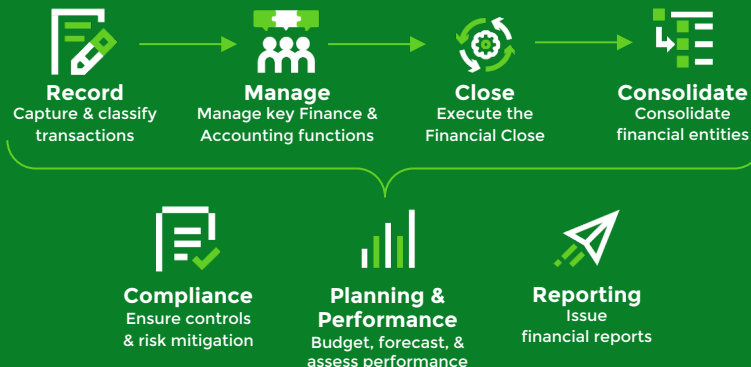 Record
Capture & classify
transactions
Manage
Manage key Finance &
Accounting functions
Close
Execute the
Financial Close
Consolidate
Consolidate
financial entities
Compliance
Ensure controls
& risk mitigation
Planning &
Performance
Budget, forecast, &
assess performance
Reporting
Issue
financial reports